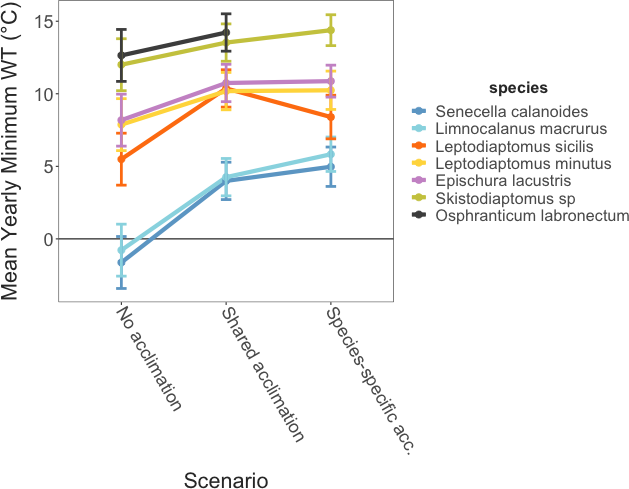 Mean Yearly Minimum WT (°C)
15
10
5
0
No acclimation
Shared acclimation
Species-specific acc.
Scenario
species
Senecella calanoides
Limnocalanus macrurus
Leptodiaptomus sicilis
Leptodiaptomus minutus
Epischura lacustris
Skistodiaptomus sp
Osphranticum labronectum